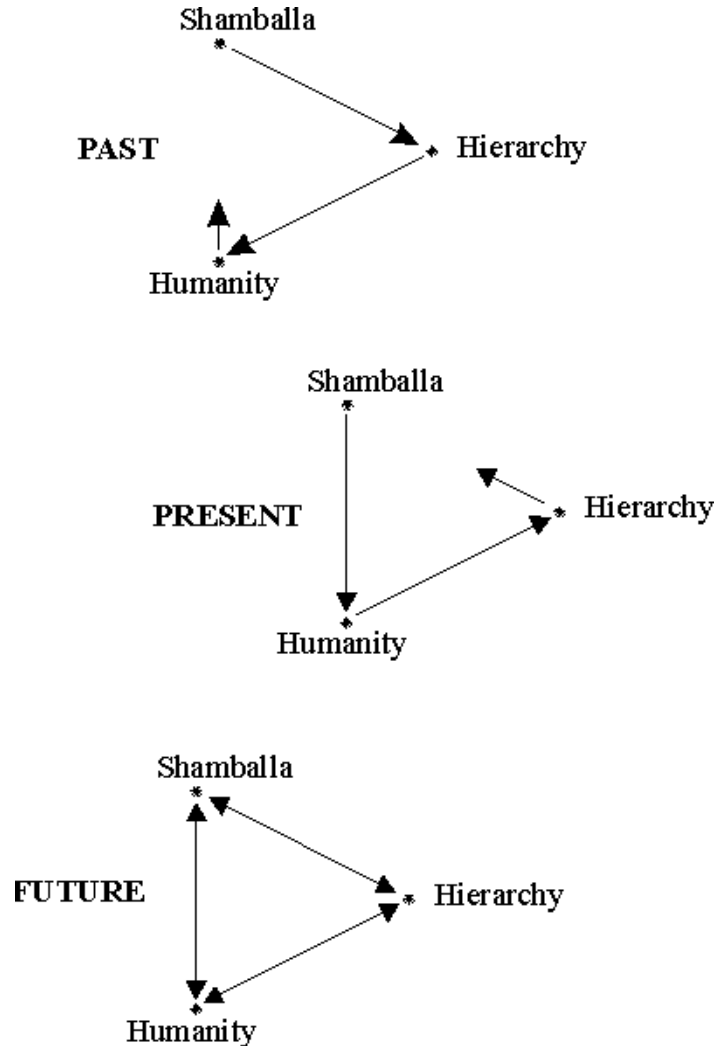 Shamballa
PAST
Hierarchy
Humanity
Shamballa
PRESENT
Hierarchy
Humanity
Shamballa
FUTURE
Hierarchy
Humanity